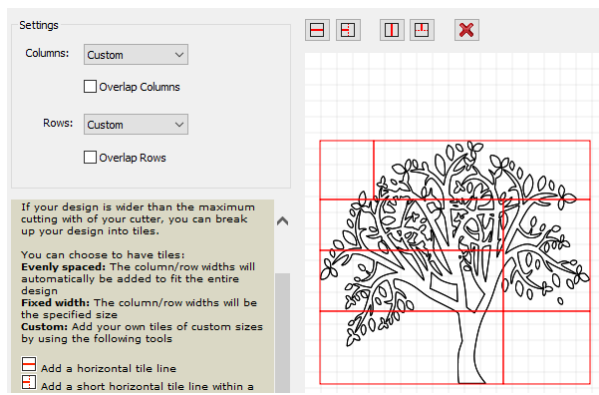 Settings
Columns: Custom
Overlap Columns
Rows: Custom
Overlap Rows
If your design is wider than the maximum
cutting with of your cutter, you can break
up your design into tiles.
You can choose to have tiles:
Evenly spaced: The column/row widths will
automatically be added to fit the entire
design
Fixed width: The column/row widths will be
the specified size
Custom: Add your own tiles of custom sizes
by using the following tools
Add a horizontal tile line
Add a short horizontal tile line within a